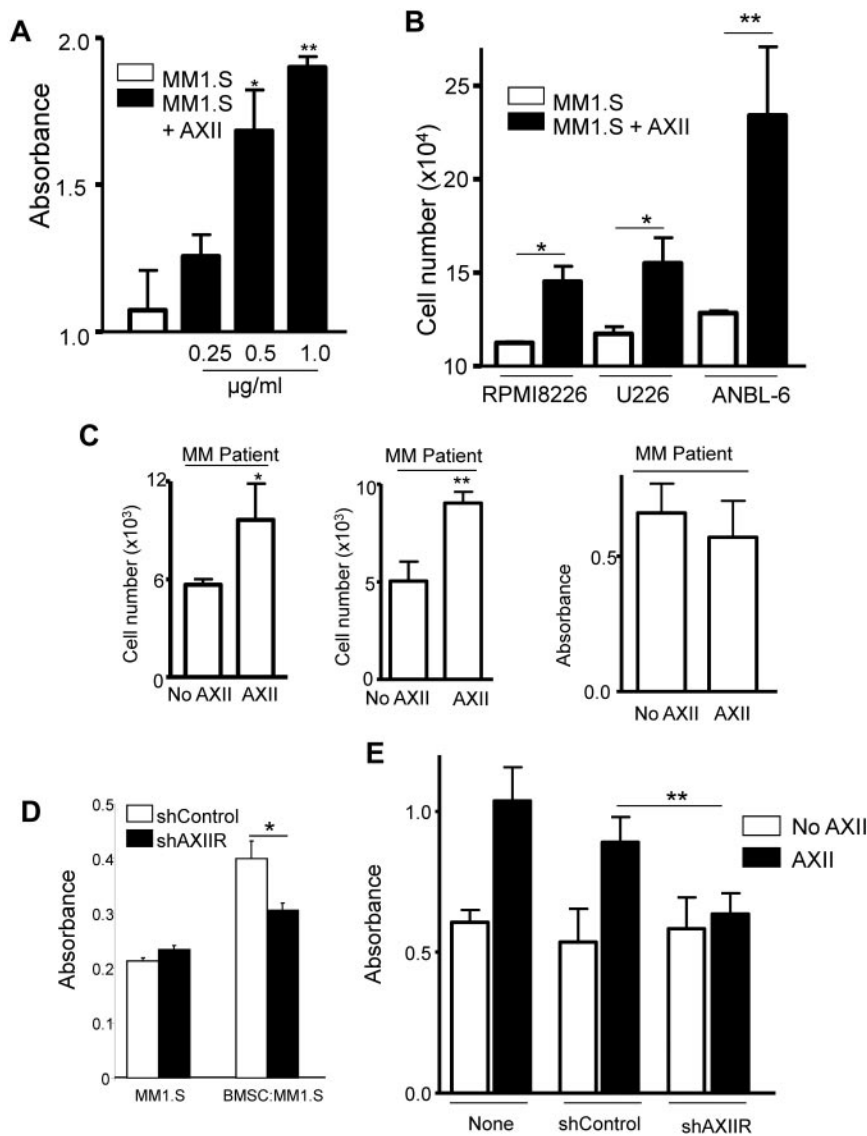 A
2.0
1.5
1.0
Absorbance
MM1.S
MM1.S
+ AXII
*
**
0.25 0.5 1.0
µg/ml
B
25
20
15
10
Cell number (x10⁴)
MM1.S
MM1.S + AXII
*
*
**
RPMI8226 U226 ANBL-6
C
MM Patient
12
6
0
Cell number (x10³)
*
No AXII AXII
MM Patient
10
5
0
Cell number (x10³)
**
No AXII AXII
MM Patient
0.5
0.0
Absorbance
No AXII AXII
D
0.5
0.4
0.3
0.2
0.1
0
Absorbance
shControl
shAXIIR
*
MM1.S BMSC:MM1.S
E
1.0
0.5
0.0
Absorbance
**
No AXII
AXII
None shControl shAXIIR